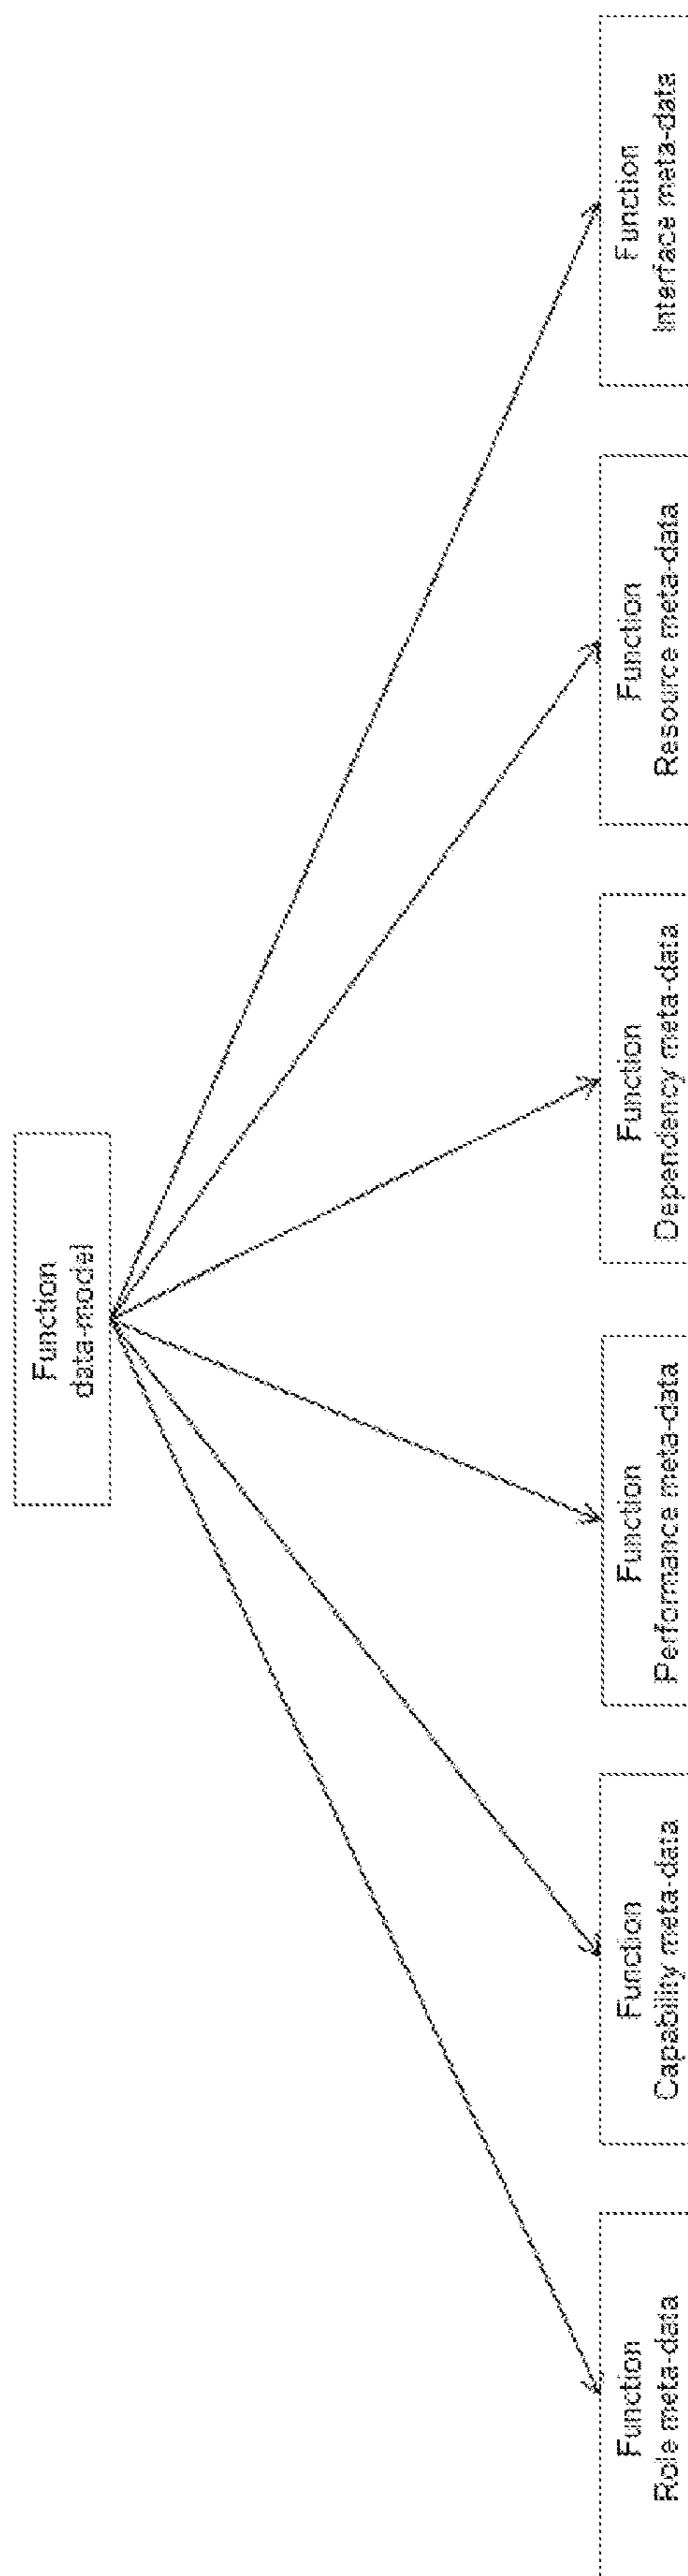 Function
data-model
Function
Role meta-data
Function
Capability meta-data
Function
Performance meta-data
Function
Dependency meta-data
Function
Resource meta-data
Function
Interface meta-data